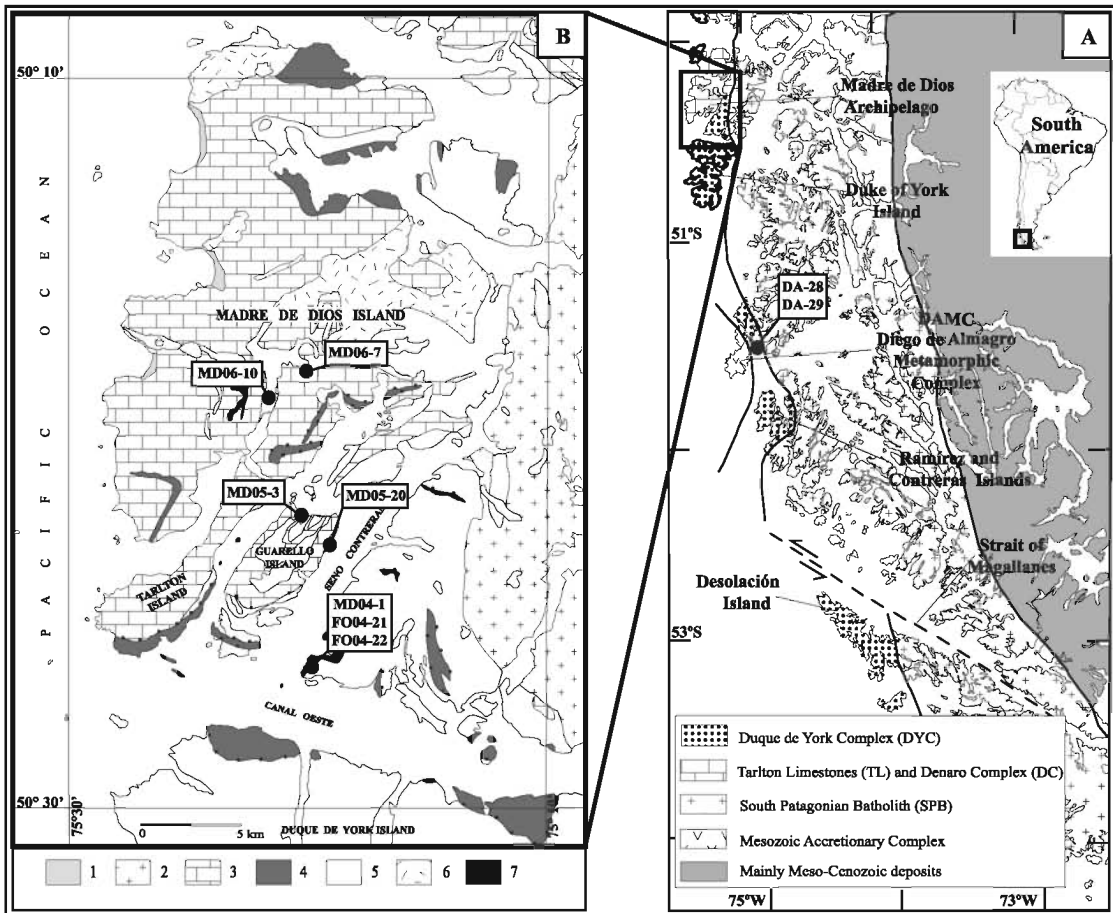 B
50° 10'
PACIFIC OCEAN
MADRE DE DIOS ISLAND
MD06-7
MD06-10
MD05-3
MD05-20
GUARELLO
ISLAND
SENO CONTRERAS
TARLTON
ISLAND
MD04-1
FO04-21
FO04-22
CANAL OESTE
50° 30'
75°30'
0 5 km
DUQUE DE YORK ISLAND
1 2 3 4 5 6 7
A
Madre de Dios
Archipelago
South
America
Duke of York
Island
51°S
DA-28
DA-29
DAMC
Diego de Almagro
Metamorphic
Complex
Ramirez and
Contreras Islands
Strait of
Magallanes
Desolación
Island
53°S
Duque de York Complex (DYC)
Tarlton Limestones (TL) and Denaro Complex (DC)
South Patagonian Batholith (SPB)
Mesozoic Accretionary Complex
Mainly Meso-Cenozoic deposits
75°W
73°W